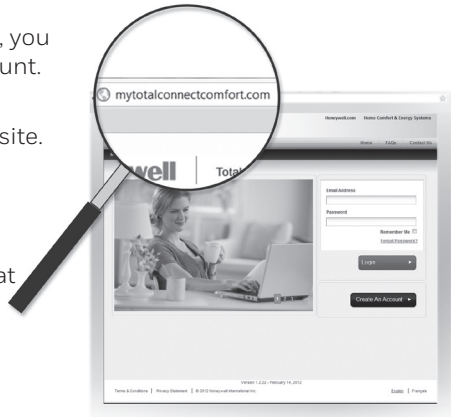 , you
unt.
site.
at
mytotalconnectcomfort.com
Honeywell.com Home Comfort & Energy Systems
Home FAQs Contact Us
well Total
Email Address
Password
Remember Me
Forgot Password?
Login
Create An Account
Version 1.2.22 - February 14, 2012
Terms & Conditions | Privacy Statement | © 2012 Honeywell International Inc.
English | Français